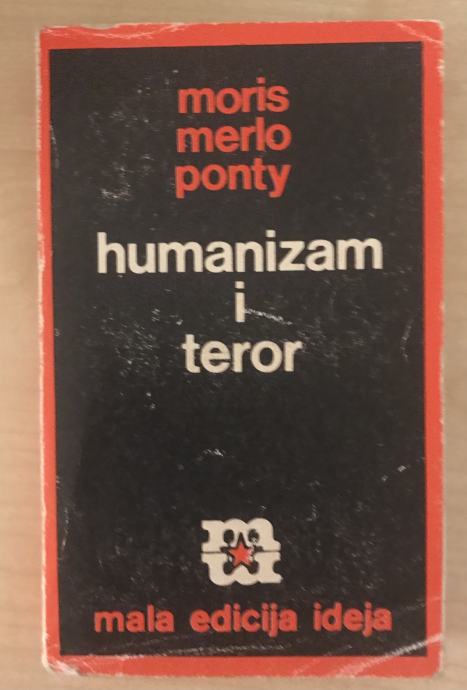 moris
merlo
ponty
humanizam
i
teror
mala edicija ideja